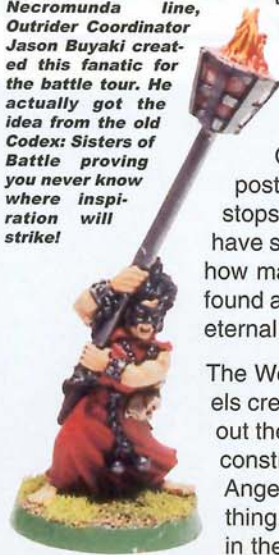 Necromunda line,
Outrider Coordinator
Jason Buyaki creat-
ed this fanatic for
the battle tour. He
actually got the
idea from the old
Codex: Sisters of
Battle proving
you never know
where inspi-
ration will
strike!
post
stops
have s
how ma
found a
eternal
The We
els cre
out the
const
Ange
thing
in the